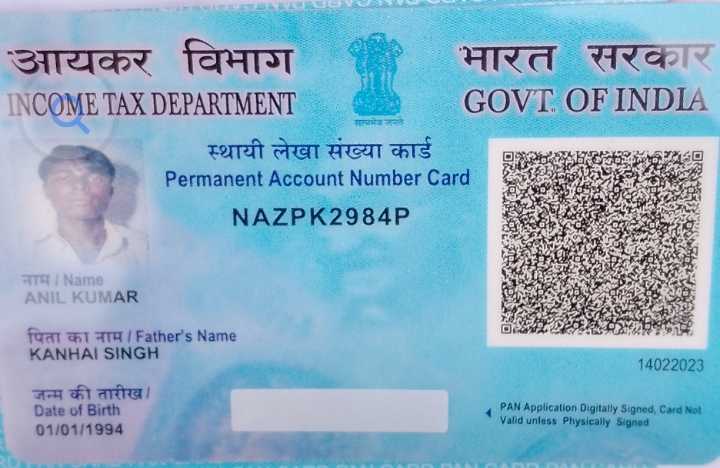 आयकर विभाग
INCOME TAX DEPARTMENT
सत्यमेव जयते
भारत सरकार
GOVT. OF INDIA
स्थायी लेखा संख्या कार्ड
Permanent Account Number Card
NAZPK2984P
नाम / Name
ANIL KUMAR
पिता का नाम / Father's Name
KANHAI SINGH
जन्म की तारीख /
Date of Birth
01/01/1994
14022023
PAN Application Digitally Signed, Card Not
Valid unless Physically Signed